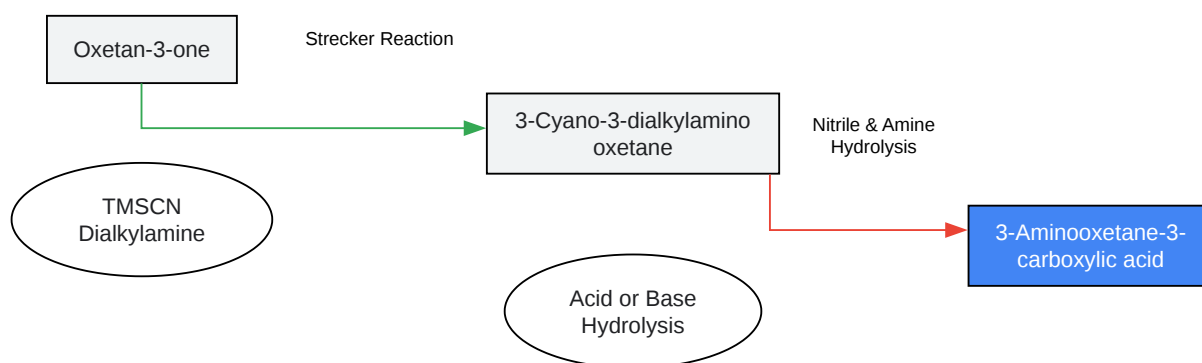 Oxetan-3-one
Strecker Reaction
TMSCN
Dialkylamine
3-Cyano-3-dialkylamino
oxetane
Nitrile & Amine
Hydrolysis
Acid or Base
Hydrolysis
3-Aminooxetane-3-
carboxylic acid